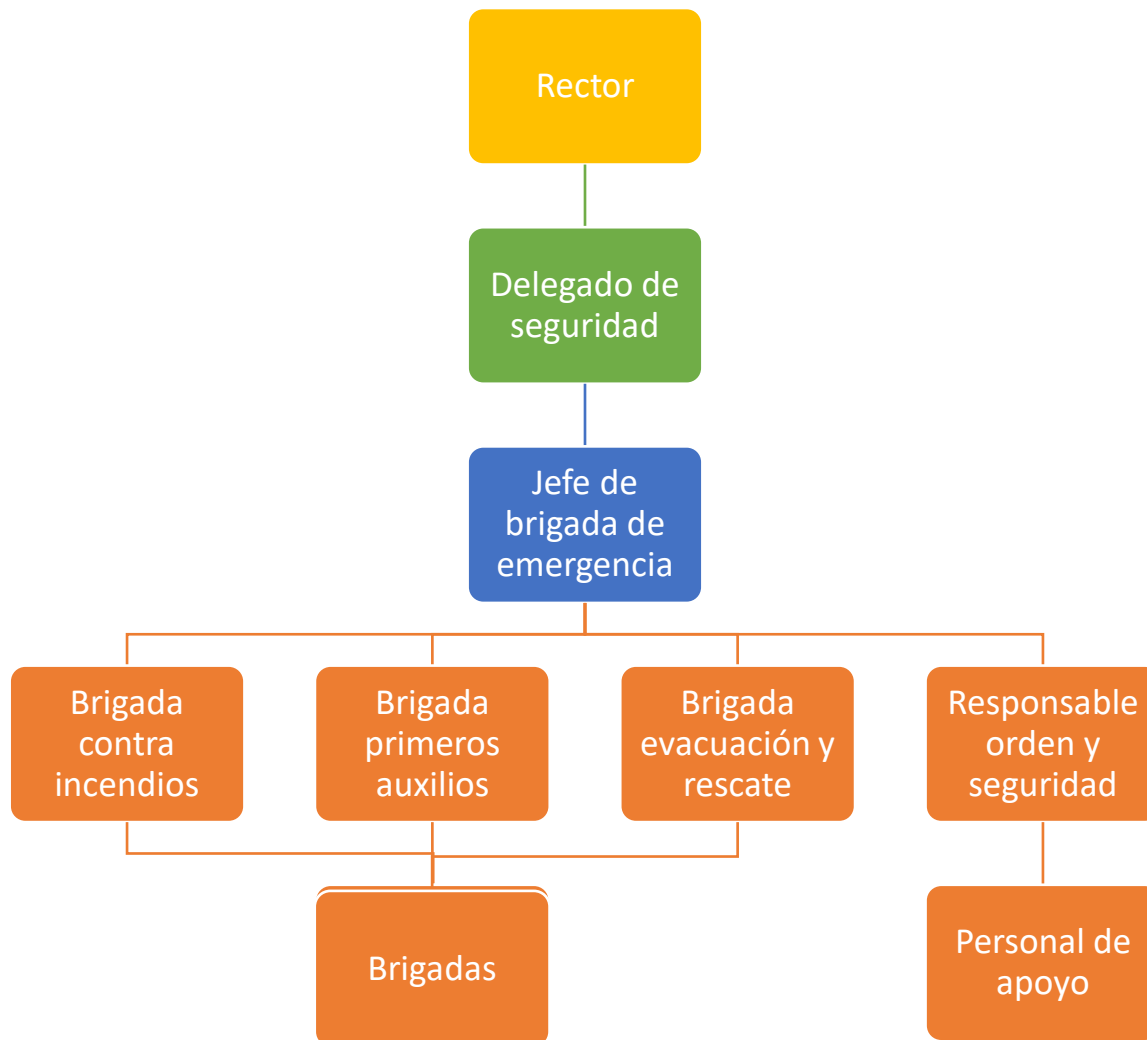 Rector
Delegado de
seguridad
Jefe de
brigada de
emergencia
Brigada
contra
incendios
Brigada
primeros
auxilios
Brigada
evacuación y
rescate
Responsable
orden y
seguridad
Brigadas
Personal de
apoyo